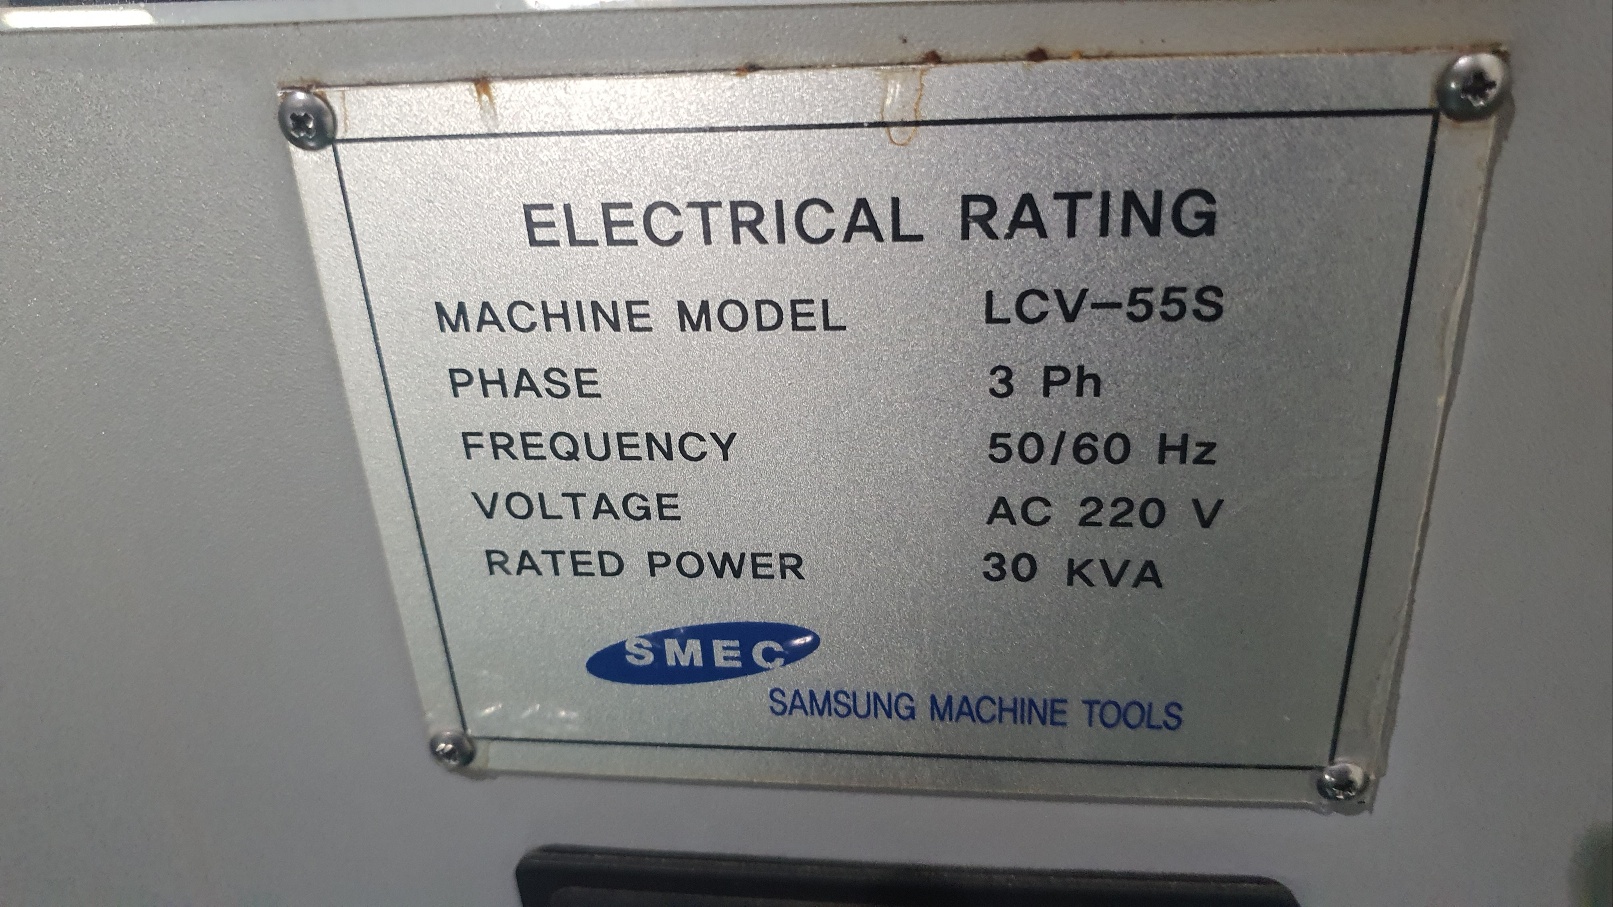 ELECTRICAL RATING
MACHINE MODEL LCV-55S
PHASE 3 Ph
FREQUENCY 50/60 Hz
VOLTAGE AC 220 V
RATED POWER 30 KVA
SMEC
SAMSUNG MACHINE TOOLS